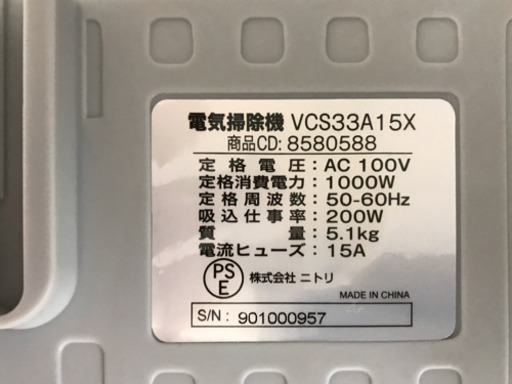 電気掃除機 VCS33A15X
商品CD: 8580588
定格電圧: AC 100V
定格消費電力: 1000W
定格周波数: 50-60Hz
吸込仕事率: 200W
質量: 5.1kg
電流ヒューズ: 15A
PS
E
株式会社 ニトリ
MADE IN CHINA
S/N: 901000957